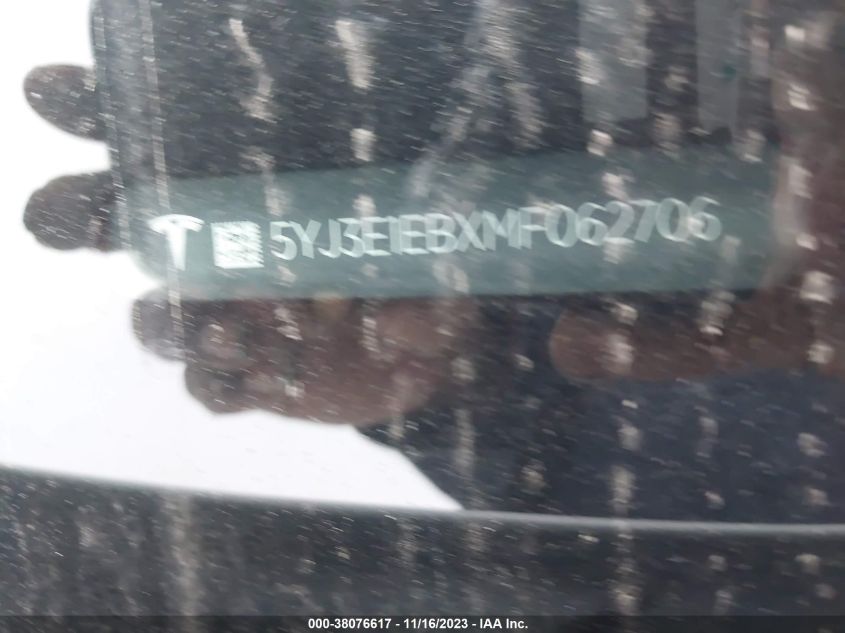 5YJ3E1EBXMF062706
000-38076617 - 11/16/2023 - IAA Inc.